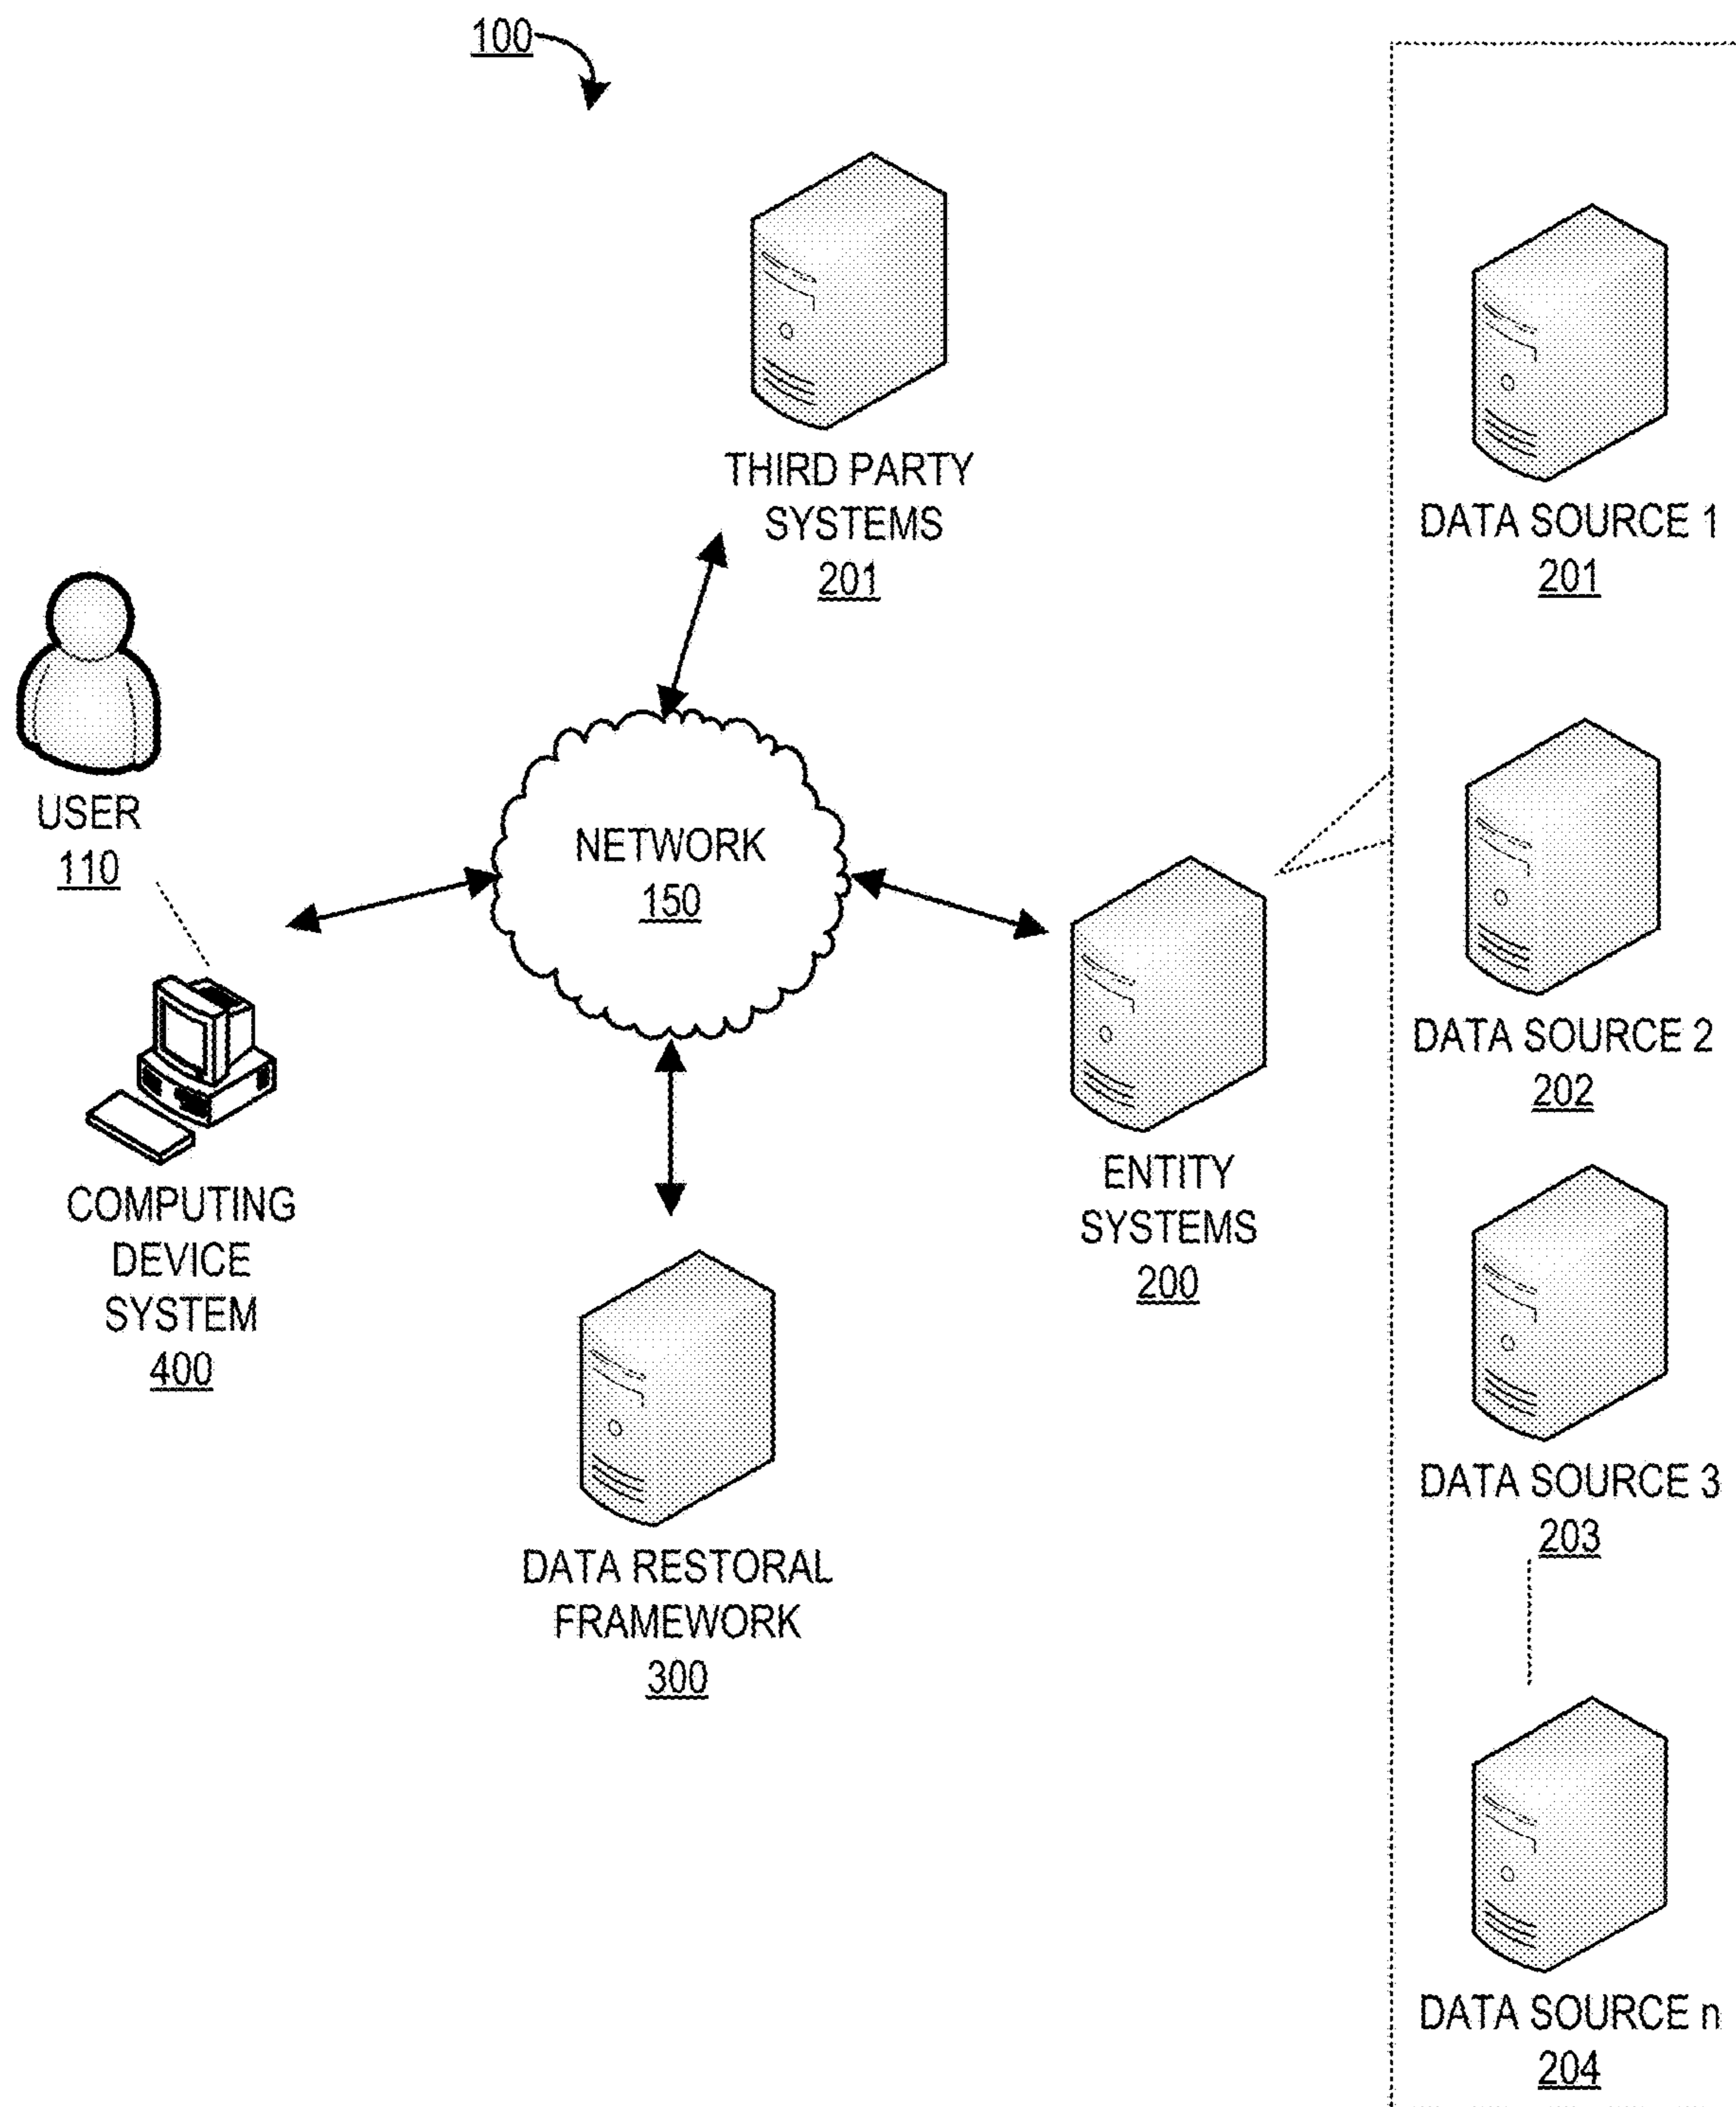 100
THIRD PARTY
SYSTEMS
201
USER
110
NETWORK
150
COMPUTING
DEVICE
SYSTEM
400
ENTITY
SYSTEMS
200
DATA RESTORAL
FRAMEWORK
300
DATA SOURCE 1
201
DATA SOURCE 2
202
DATA SOURCE 3
203
DATA SOURCE n
204